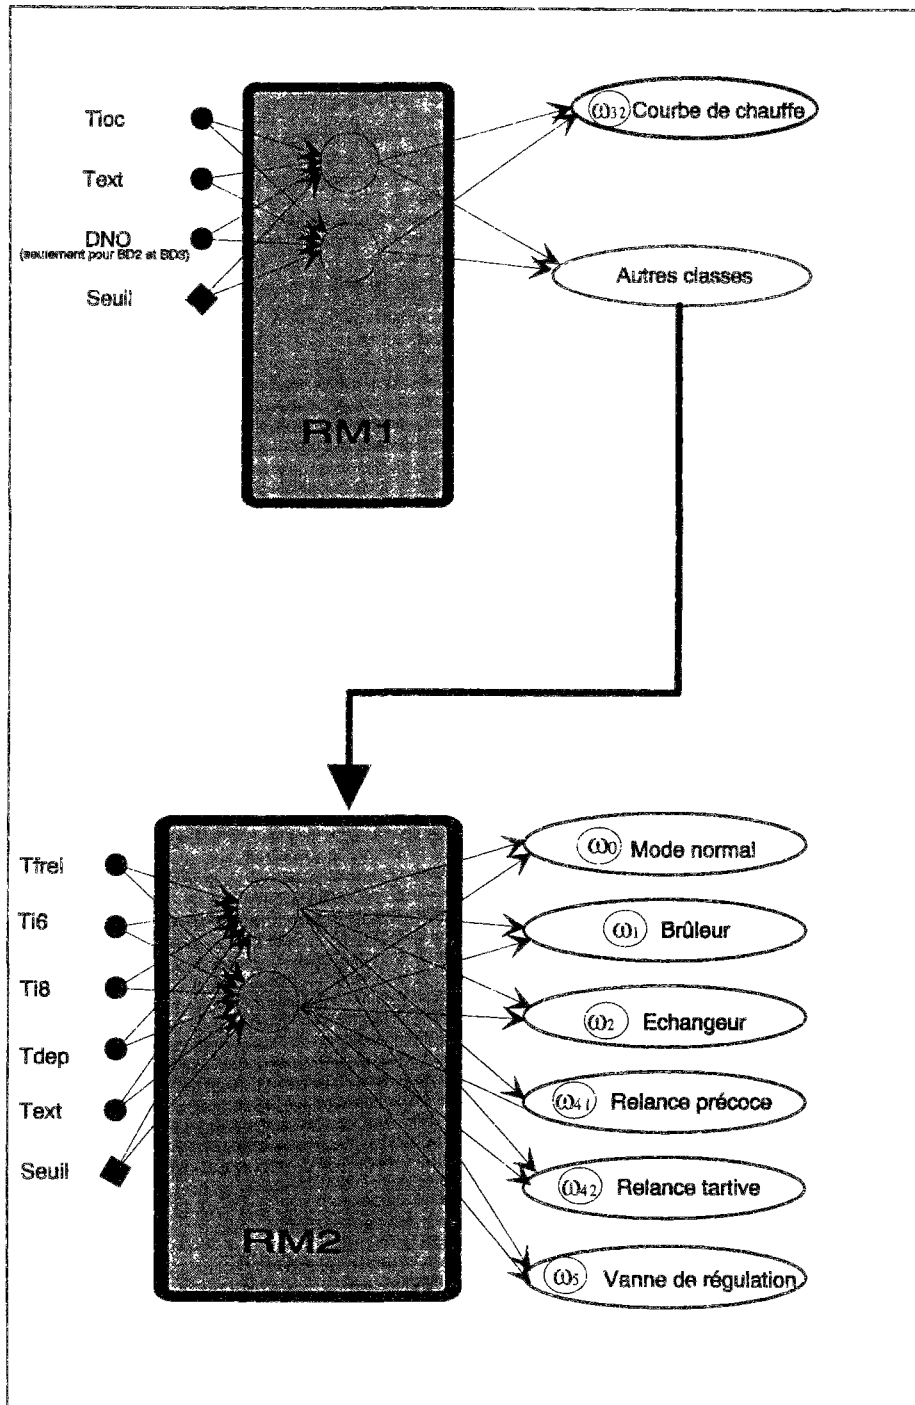 Tloc
ω32 Courbe de chauffe
Text
DNO
(seulement pour BD2 et BD3)
Autres classes
Seuil
RM1
Tfrel
ω0 Mode normal
Ti6
ω1 Brûleur
Ti8
ω2 Echangeur
Tdep
ω41 Relance précoce
Text
Seuil
ω42 Relance tartive
RM2
ω5 Vanne de régulation